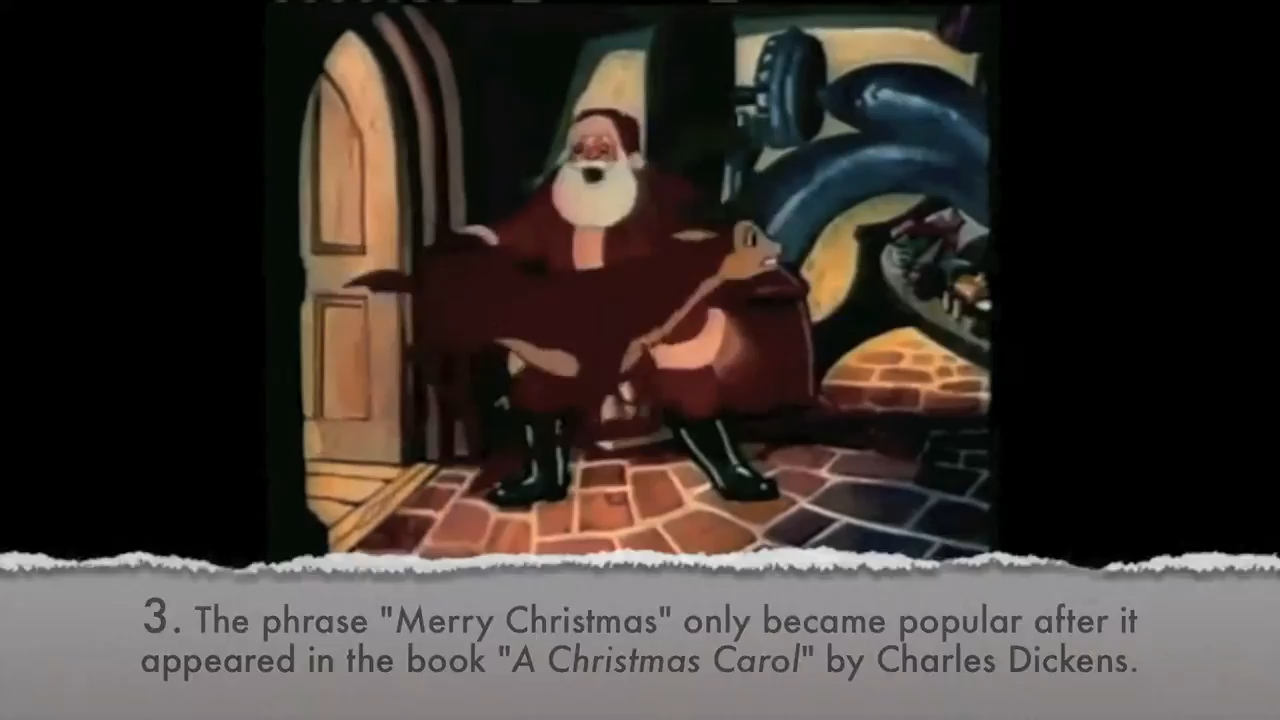 3. The phrase "Merry Christmas" only became popular after it
appeared in the book "A Christmas Carol" by Charles Dickens.